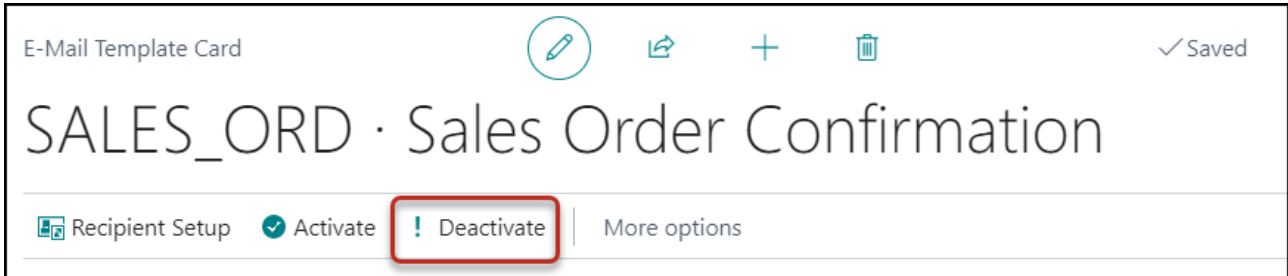 E-Mail Template Card
Saved
SALES_ORD · Sales Order Confirmation
Recipient Setup Activate ! Deactivate More options